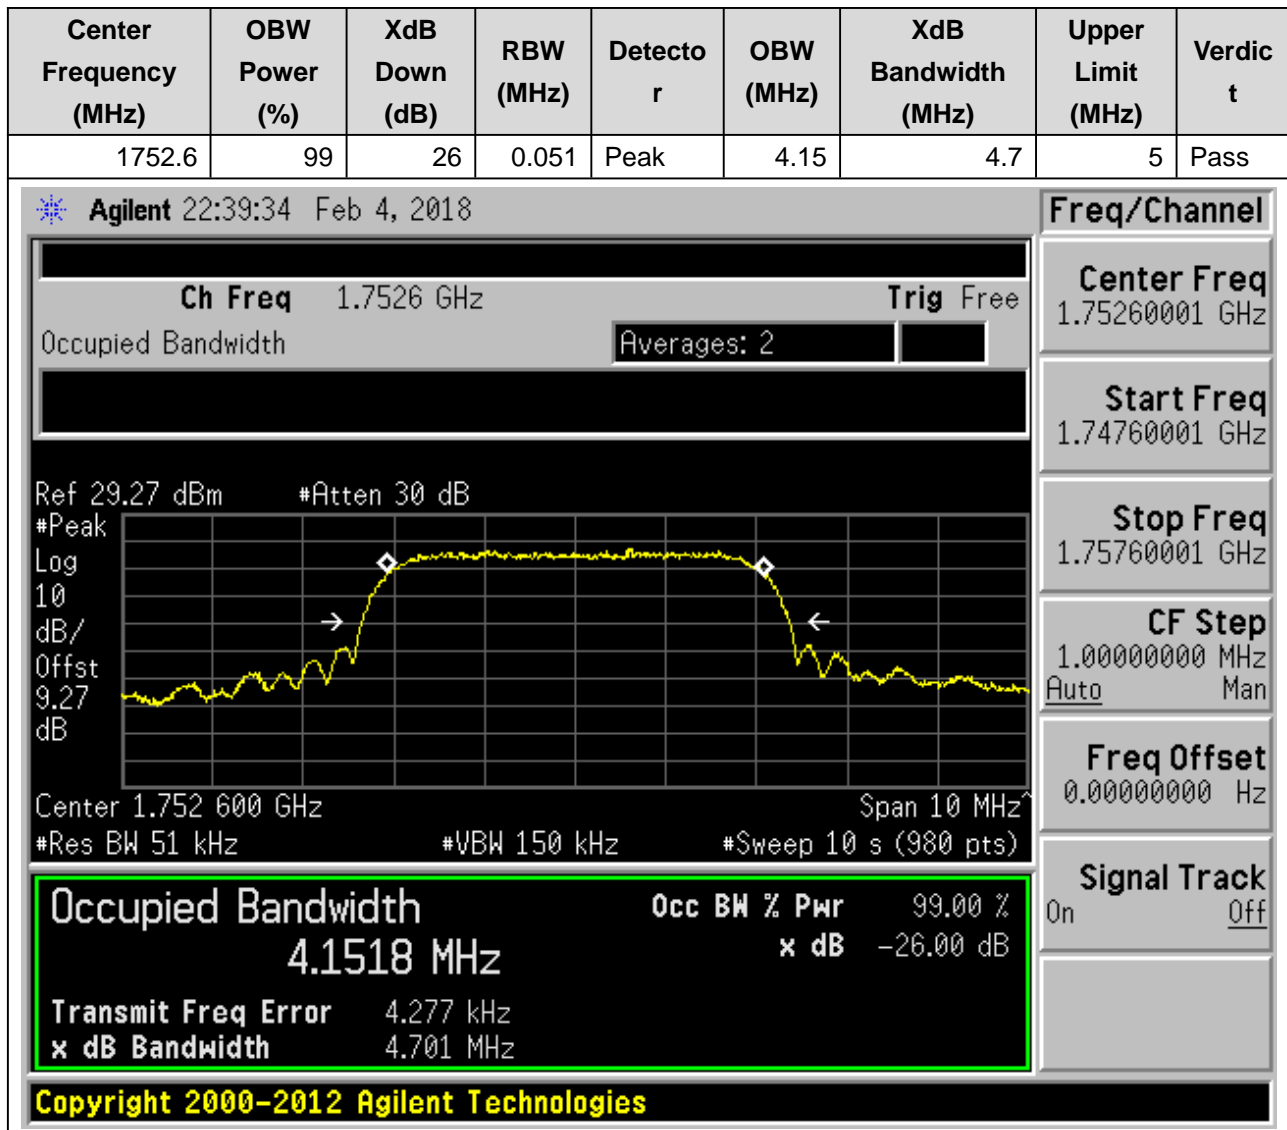 Center Frequency (MHz) | OBW Power (%) | XdB Down (dB) | RBW (MHz) | Detector | OBW (MHz) | XdB Bandwidth (MHz) | Upper Limit (MHz) | Verdict
1752.6 | 99 | 26 | 0.051 | Peak | 4.15 | 4.7 | 5 | Pass
Agilent 22:39:34 Feb 4, 2018
Ch Freq 1.7526 GHz Trig Free
Occupied Bandwidth Averages: 2
Ref 29.27 dBm #Atten 30 dB
#Peak
Log
10
dB/
Offst
9.27
dB
Center 1.752 600 GHz Span 10 MHz^
#Res BW 51 kHz #VBW 150 kHz #Sweep 10 s (980 pts)
Occupied Bandwidth Occ BW % Pwr 99.00 %
4.1518 MHz x dB -26.00 dB
Transmit Freq Error 4.277 kHz
x dB Bandwidth 4.701 MHz
Copyright 2000-2012 Agilent Technologies
Freq/Channel
Center Freq
1.75260001 GHz
Start Freq
1.74760001 GHz
Stop Freq
1.75760001 GHz
CF Step
1.00000000 MHz
Auto Man
Freq Offset
0.00000000 Hz
Signal Track
On Off